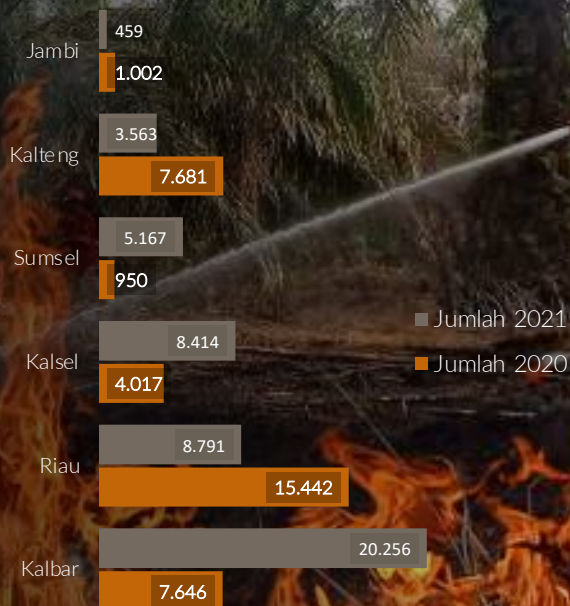 Jambi
459
1.002
Kalteng
3.563
7.681
Sumsel
5.167
950
Kalsel
8.414
4.017
Riau
8.791
15.442
Kalbar
20.256
7.646
Jumlah 2021
Jumlah 2020